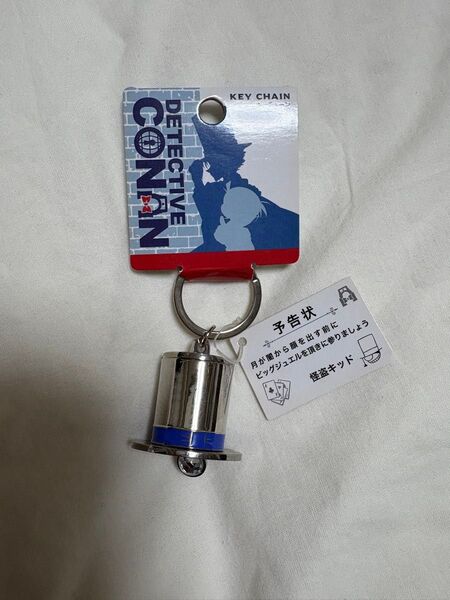 KEY CHAIN
DETECTIVE
CONAN
予告状
月が闇から顔を出す前に
ビッグジュエルを頂きに参りましょう
怪盗キッド